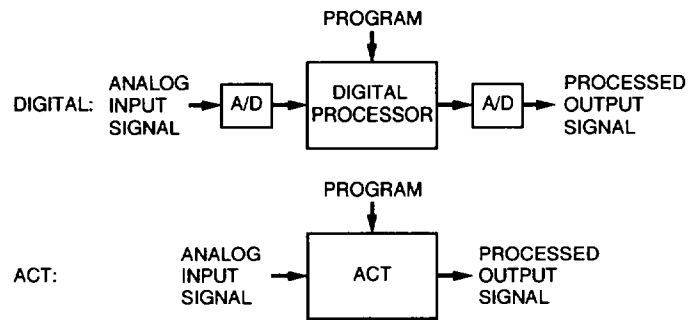 PROGRAM
DIGITAL:
ANALOG
INPUT
SIGNAL
A/D
DIGITAL
PROCESSOR
A/D
PROCESSED
OUTPUT
SIGNAL
PROGRAM
ACT:
ANALOG
INPUT
SIGNAL
ACT
PROCESSED
OUTPUT
SIGNAL